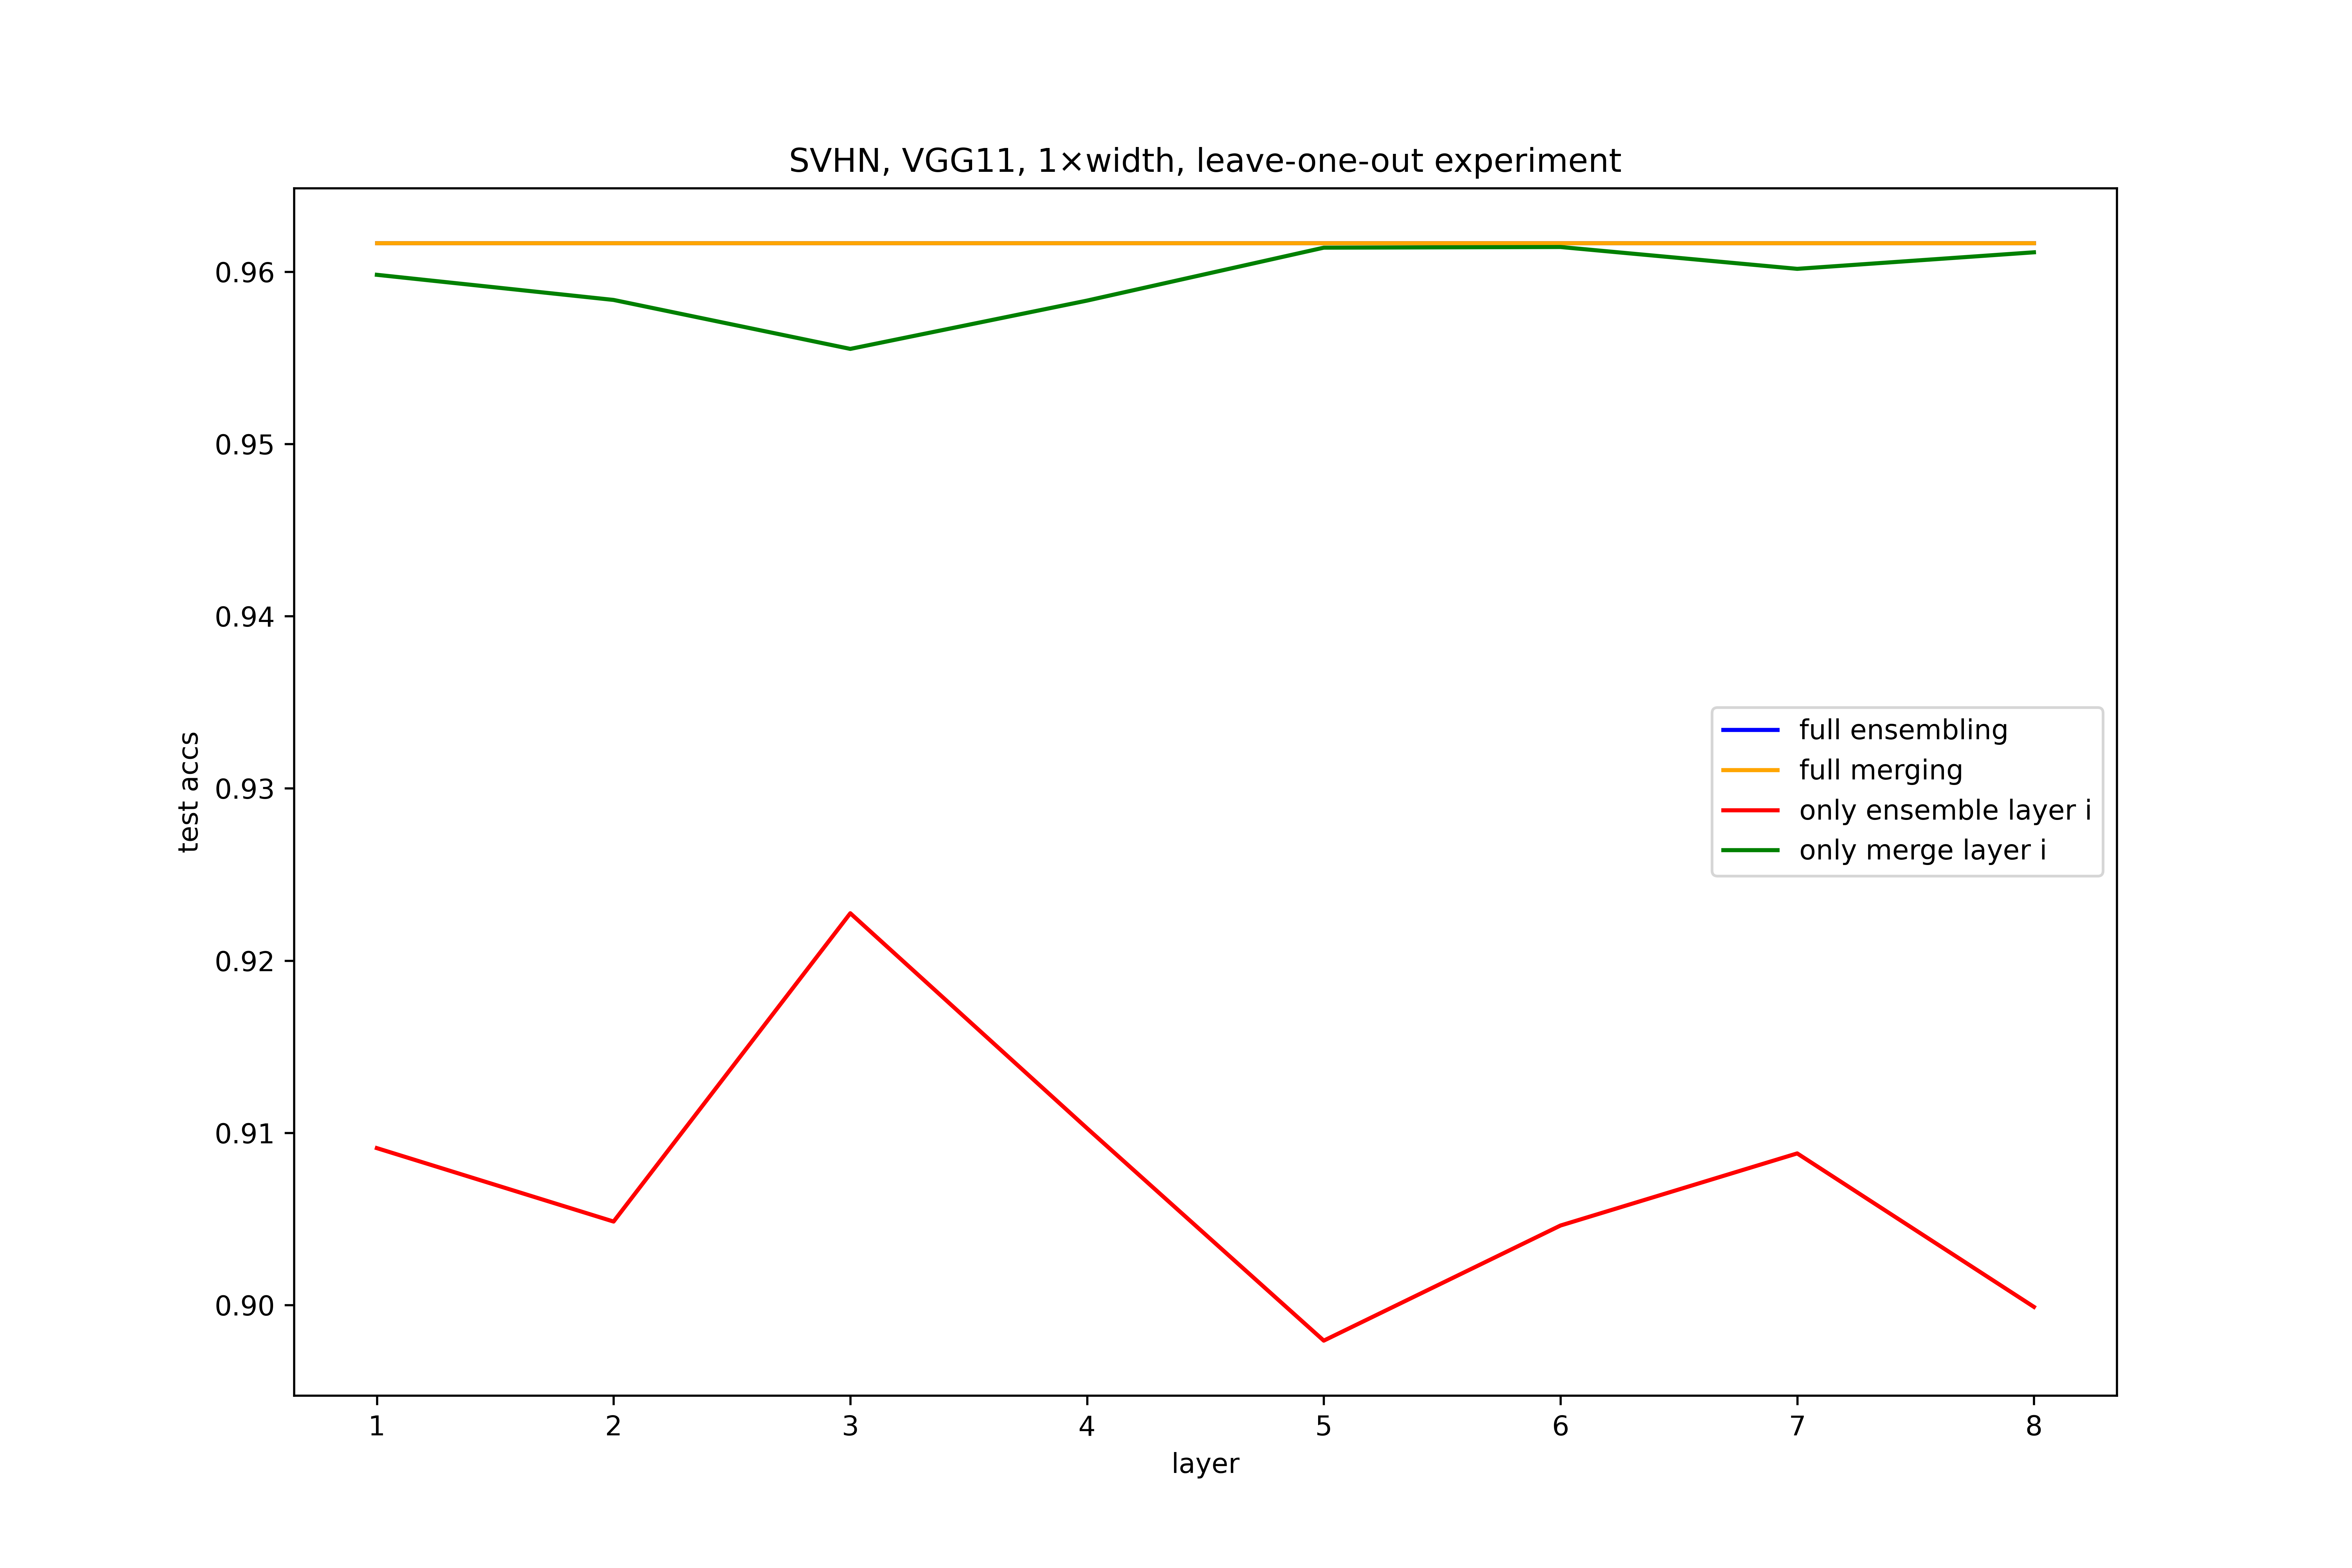 SVHN, VGG11, 1×width, leave-one-out experiment
0.96
0.95
0.94
0.93
0.92
0.91
0.90
test accs
full ensembling
full merging
only ensemble layer i
only merge layer i
1 2 3 4 5 6 7 8
layer